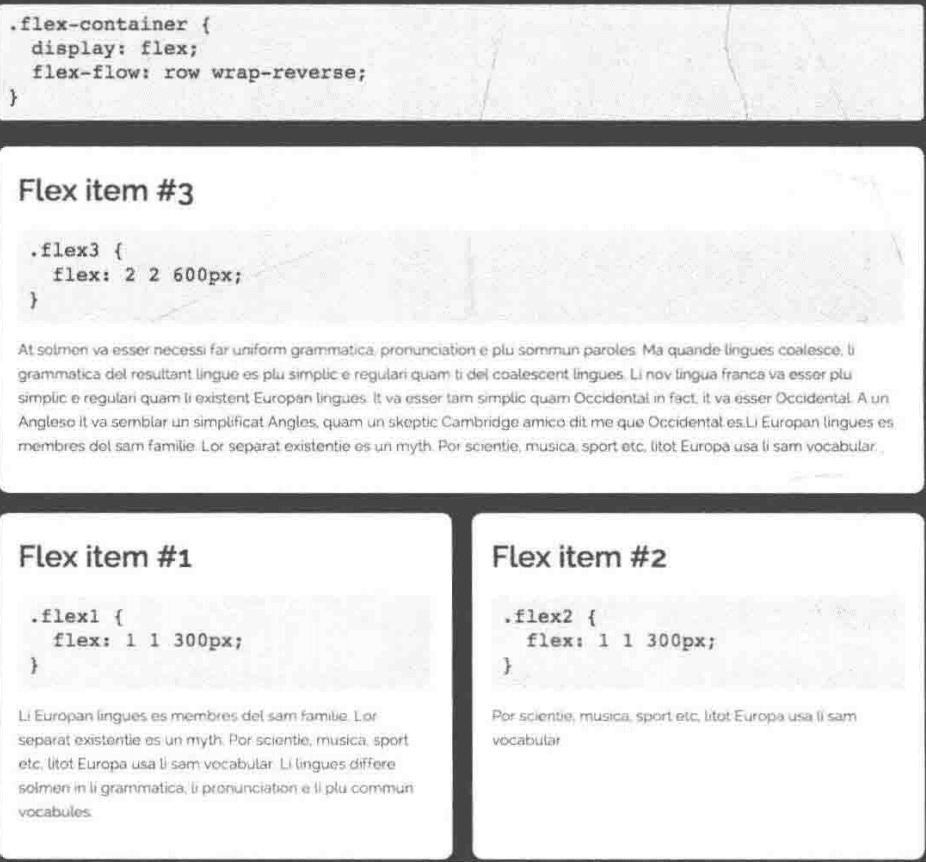 .flex-container {
  display: flex;
  flex-flow: row wrap-reverse;
}
Flex item #3
.flex3 {
  flex: 2 2 600px;
}
At solmen va esser necessi far uniform grammatica, pronunciation e plu sommun paroles. Ma quande lingues coalesce, li
grammatica del resultant lingue es plu simplic e regulari quam ti del coalescent lingues. Li nov lingua franca va esser plu
simplic e regulari quam li existent Europan lingues. It va esser tam simplic quam Occidental in fact, it va esser Occidental. A un
Angleso it va semblar un simplificat Angles, quam un skeptic Cambridge amico dit me que Occidental es.Li Europan lingues es
membres del sam familie. Lor separat existentie es un myth. Por scientie, musica, sport etc, litot Europa usa li sam vocabular.
Flex item #1
.flex1 {
  flex: 1 1 300px;
}
Li Europan lingues es membres del sam familie. Lor
separat existentie es un myth. Por scientie, musica, sport
etc, litot Europa usa li sam vocabular. Li lingues differe
solmen in li grammatica, li pronunciation e li plu commun
vocabules.
Flex item #2
.flex2 {
  flex: 1 1 300px;
}
Por scientie, musica, sport etc, litot Europa usa li sam
vocabular